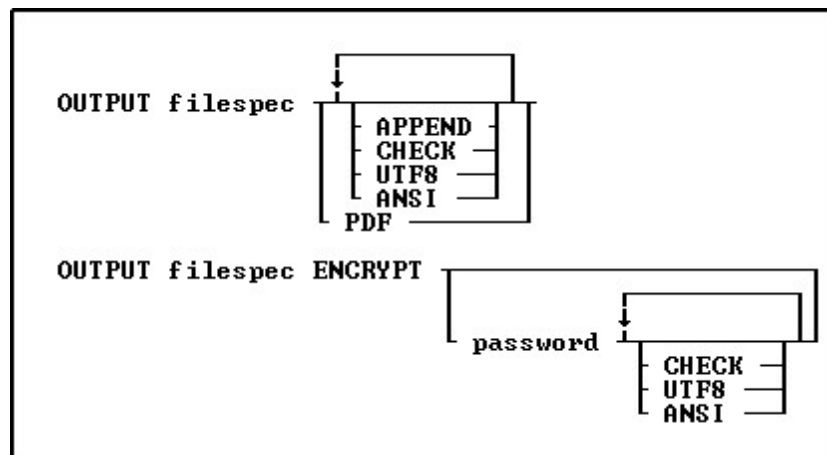 OUTPUT filespec
APPEND
CHECK
UTF8
ANSI
PDF
OUTPUT filespec ENCRYPT
password
CHECK
UTF8
ANSI